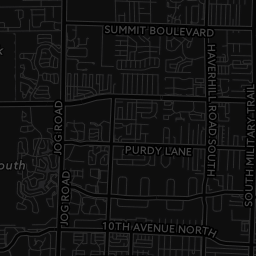 SUMMIT BOULEVARD
HAVERHILL ROAD SOUTH
SOUTH MILITARY TRAIL
JOG ROAD
PURDY LANE
outh
JOG ROAD
10TH AVENUE NORTH